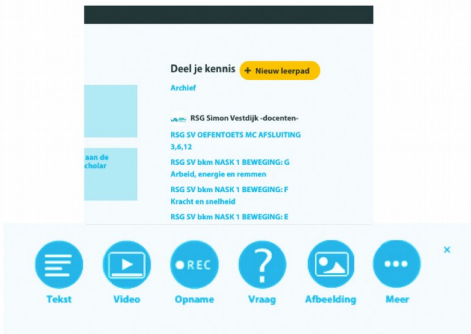 Deel je kennis
+ Nieuw leerpad
Archief
RSG Simon Vestdijk -docenten-
RSG SV OEFENTOETS MC AFSLUITING
3,6,12
aan de
cholar
RSG SV bkm NASK 1 BEWEGING: G
Arbeid, energie en remmen
RSG SV bkm NASK 1 BEWEGING: F
Kracht en snelheid
RSG SV bkm NASK 1 BEWEGING: E
REC
?
×
Tekst Video Opname Vraag Afbeelding Meer